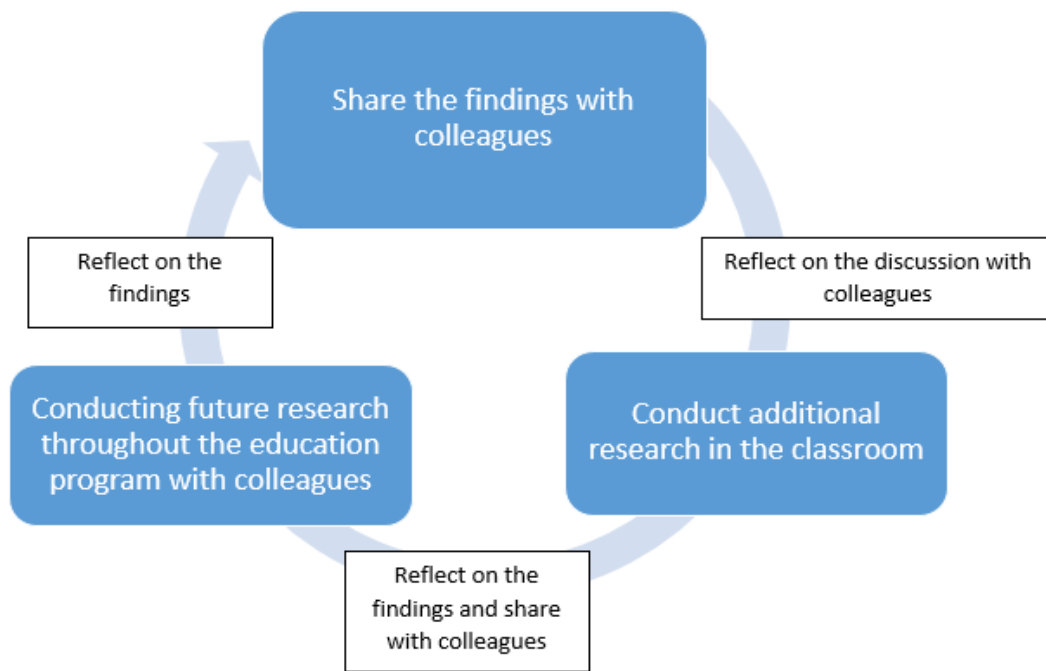 Share the findings with
colleagues
Reflect on the discussion with
colleagues
Conduct additional
research in the classroom
Reflect on the
findings and share
with colleagues
Conducting future research
throughout the education
program with colleagues
Reflect on the
findings